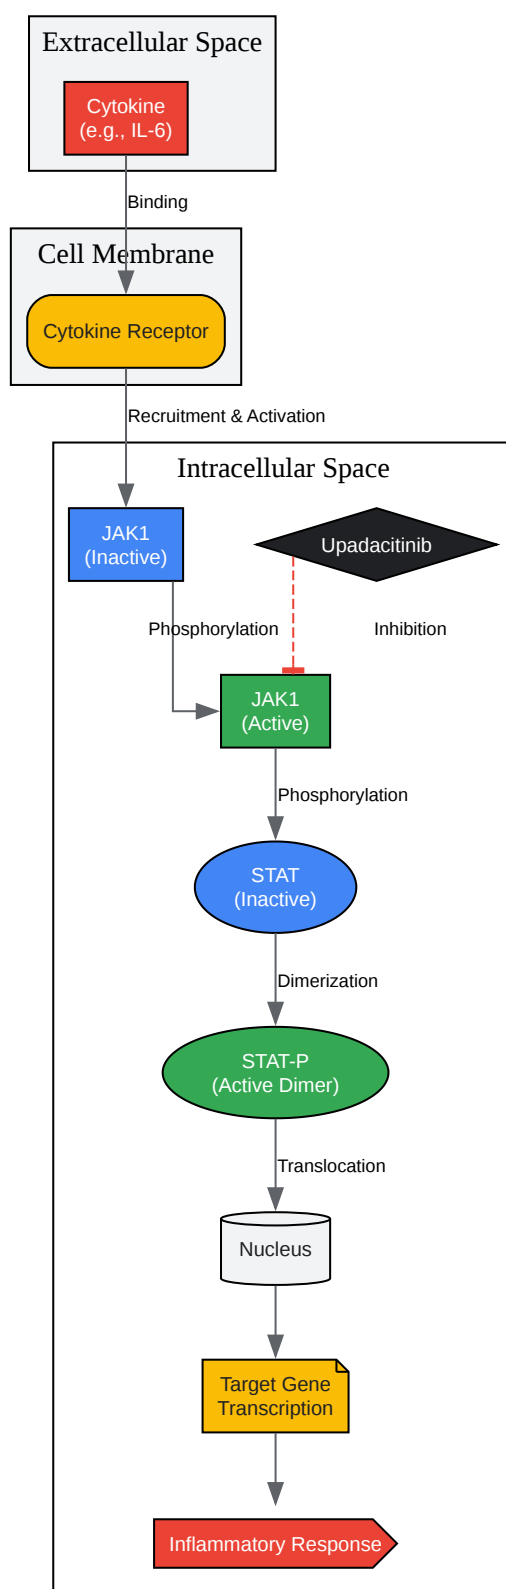 Extracellular Space
Cytokine
(e.g., IL-6)
Binding
Cell Membrane
Cytokine Receptor
Recruitment & Activation
Intracellular Space
JAK1
(Inactive)
Upadacitinib
Phosphorylation
Inhibition
JAK1
(Active)
Phosphorylation
STAT
(Inactive)
Dimerization
STAT-P
(Active Dimer)
Translocation
Nucleus
Target Gene
Transcription
Inflammatory Response